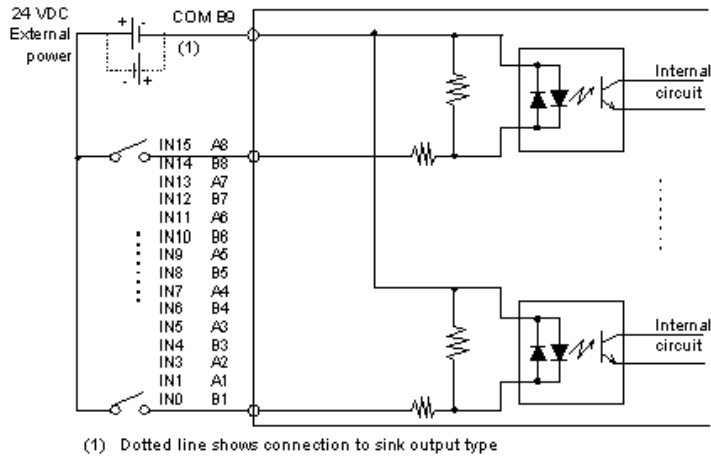 24 VDC
External
power
+
-
- +
COM B9
(1)
IN15 A8
IN14 B8
IN13 A7
IN12 B7
IN11 A6
IN10 B6
IN9 A5
IN8 B5
IN7 A4
IN6 B4
IN5 A3
IN4 B3
IN3 A2
IN1 A1
IN0 B1
Internal
circuit
Internal
circuit
(1) Dotted line shows connection to sink output type